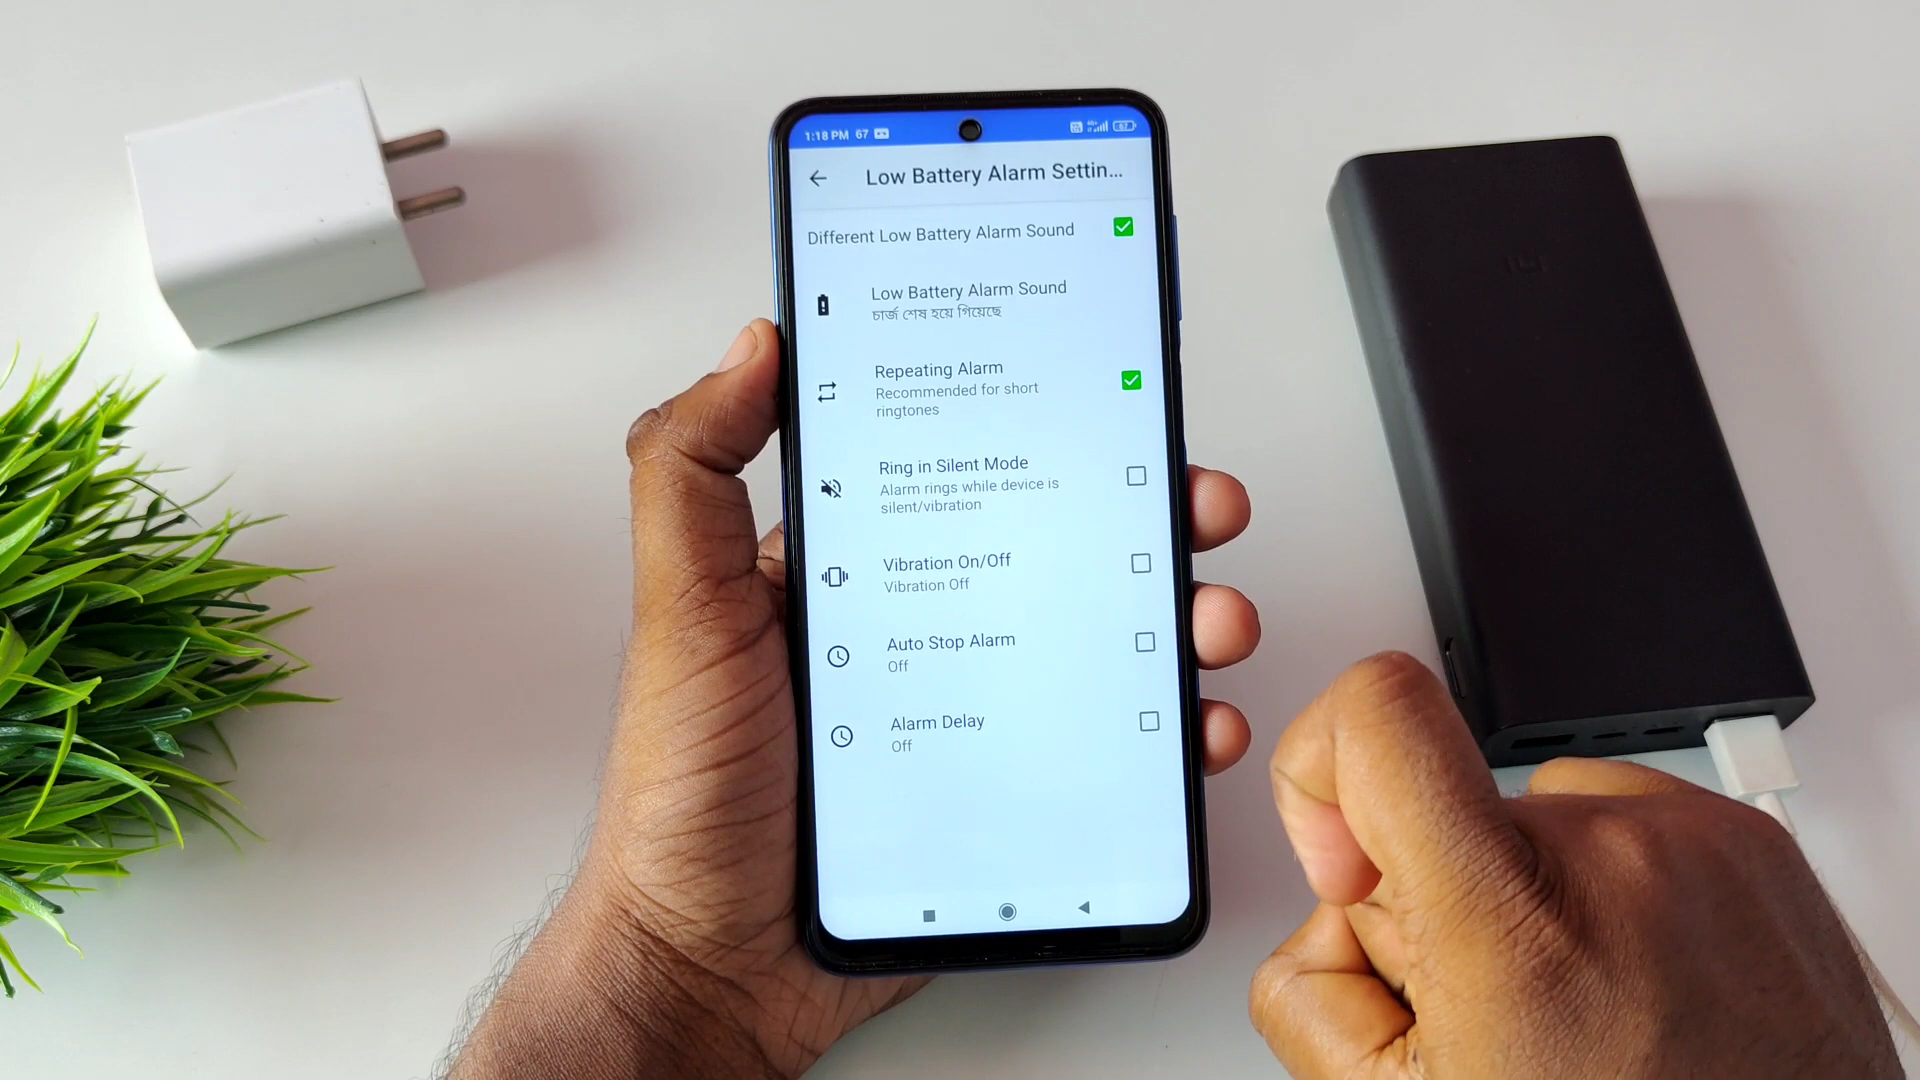 1:18 PM 67
67
Low Battery Alarm Settin...
Different Low Battery Alarm Sound
Low Battery Alarm Sound
চার্জ শেষ হয়ে গিয়েছে
Repeating Alarm
Recommended for short
ringtones
Ring in Silent Mode
Alarm rings while device is
silent/vibration
Vibration On/Off
Vibration Off
Auto Stop Alarm
Off
Alarm Delay
Off